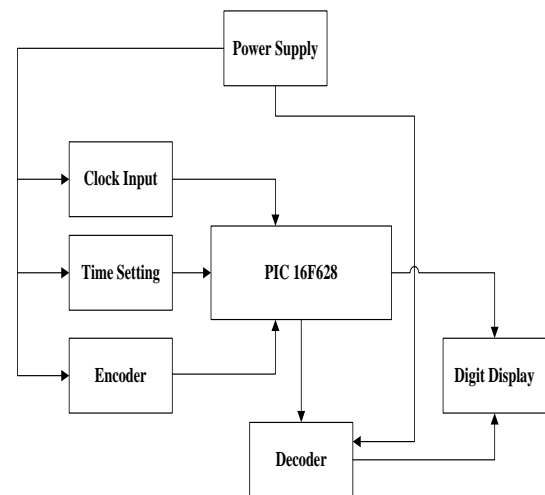 Power Supply
Clock Input
Time Setting
PIC 16F628
Encoder
Digit Display
Decoder